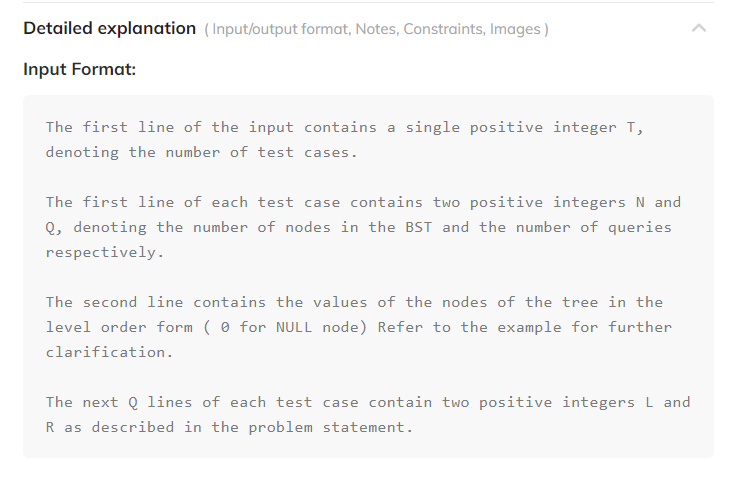 Detailed explanation ( Input/output format, Notes, Constraints, Images )
Input Format:
The first line of the input contains a single positive integer T,
denoting the number of test cases.
The first line of each test case contains two positive integers N and
Q, denoting the number of nodes in the BST and the number of queries
respectively.
The second line contains the values of the nodes of the tree in the
level order form ( 0 for NULL node) Refer to the example for further
clarification.
The next Q lines of each test case contain two positive integers L and
R as described in the problem statement.